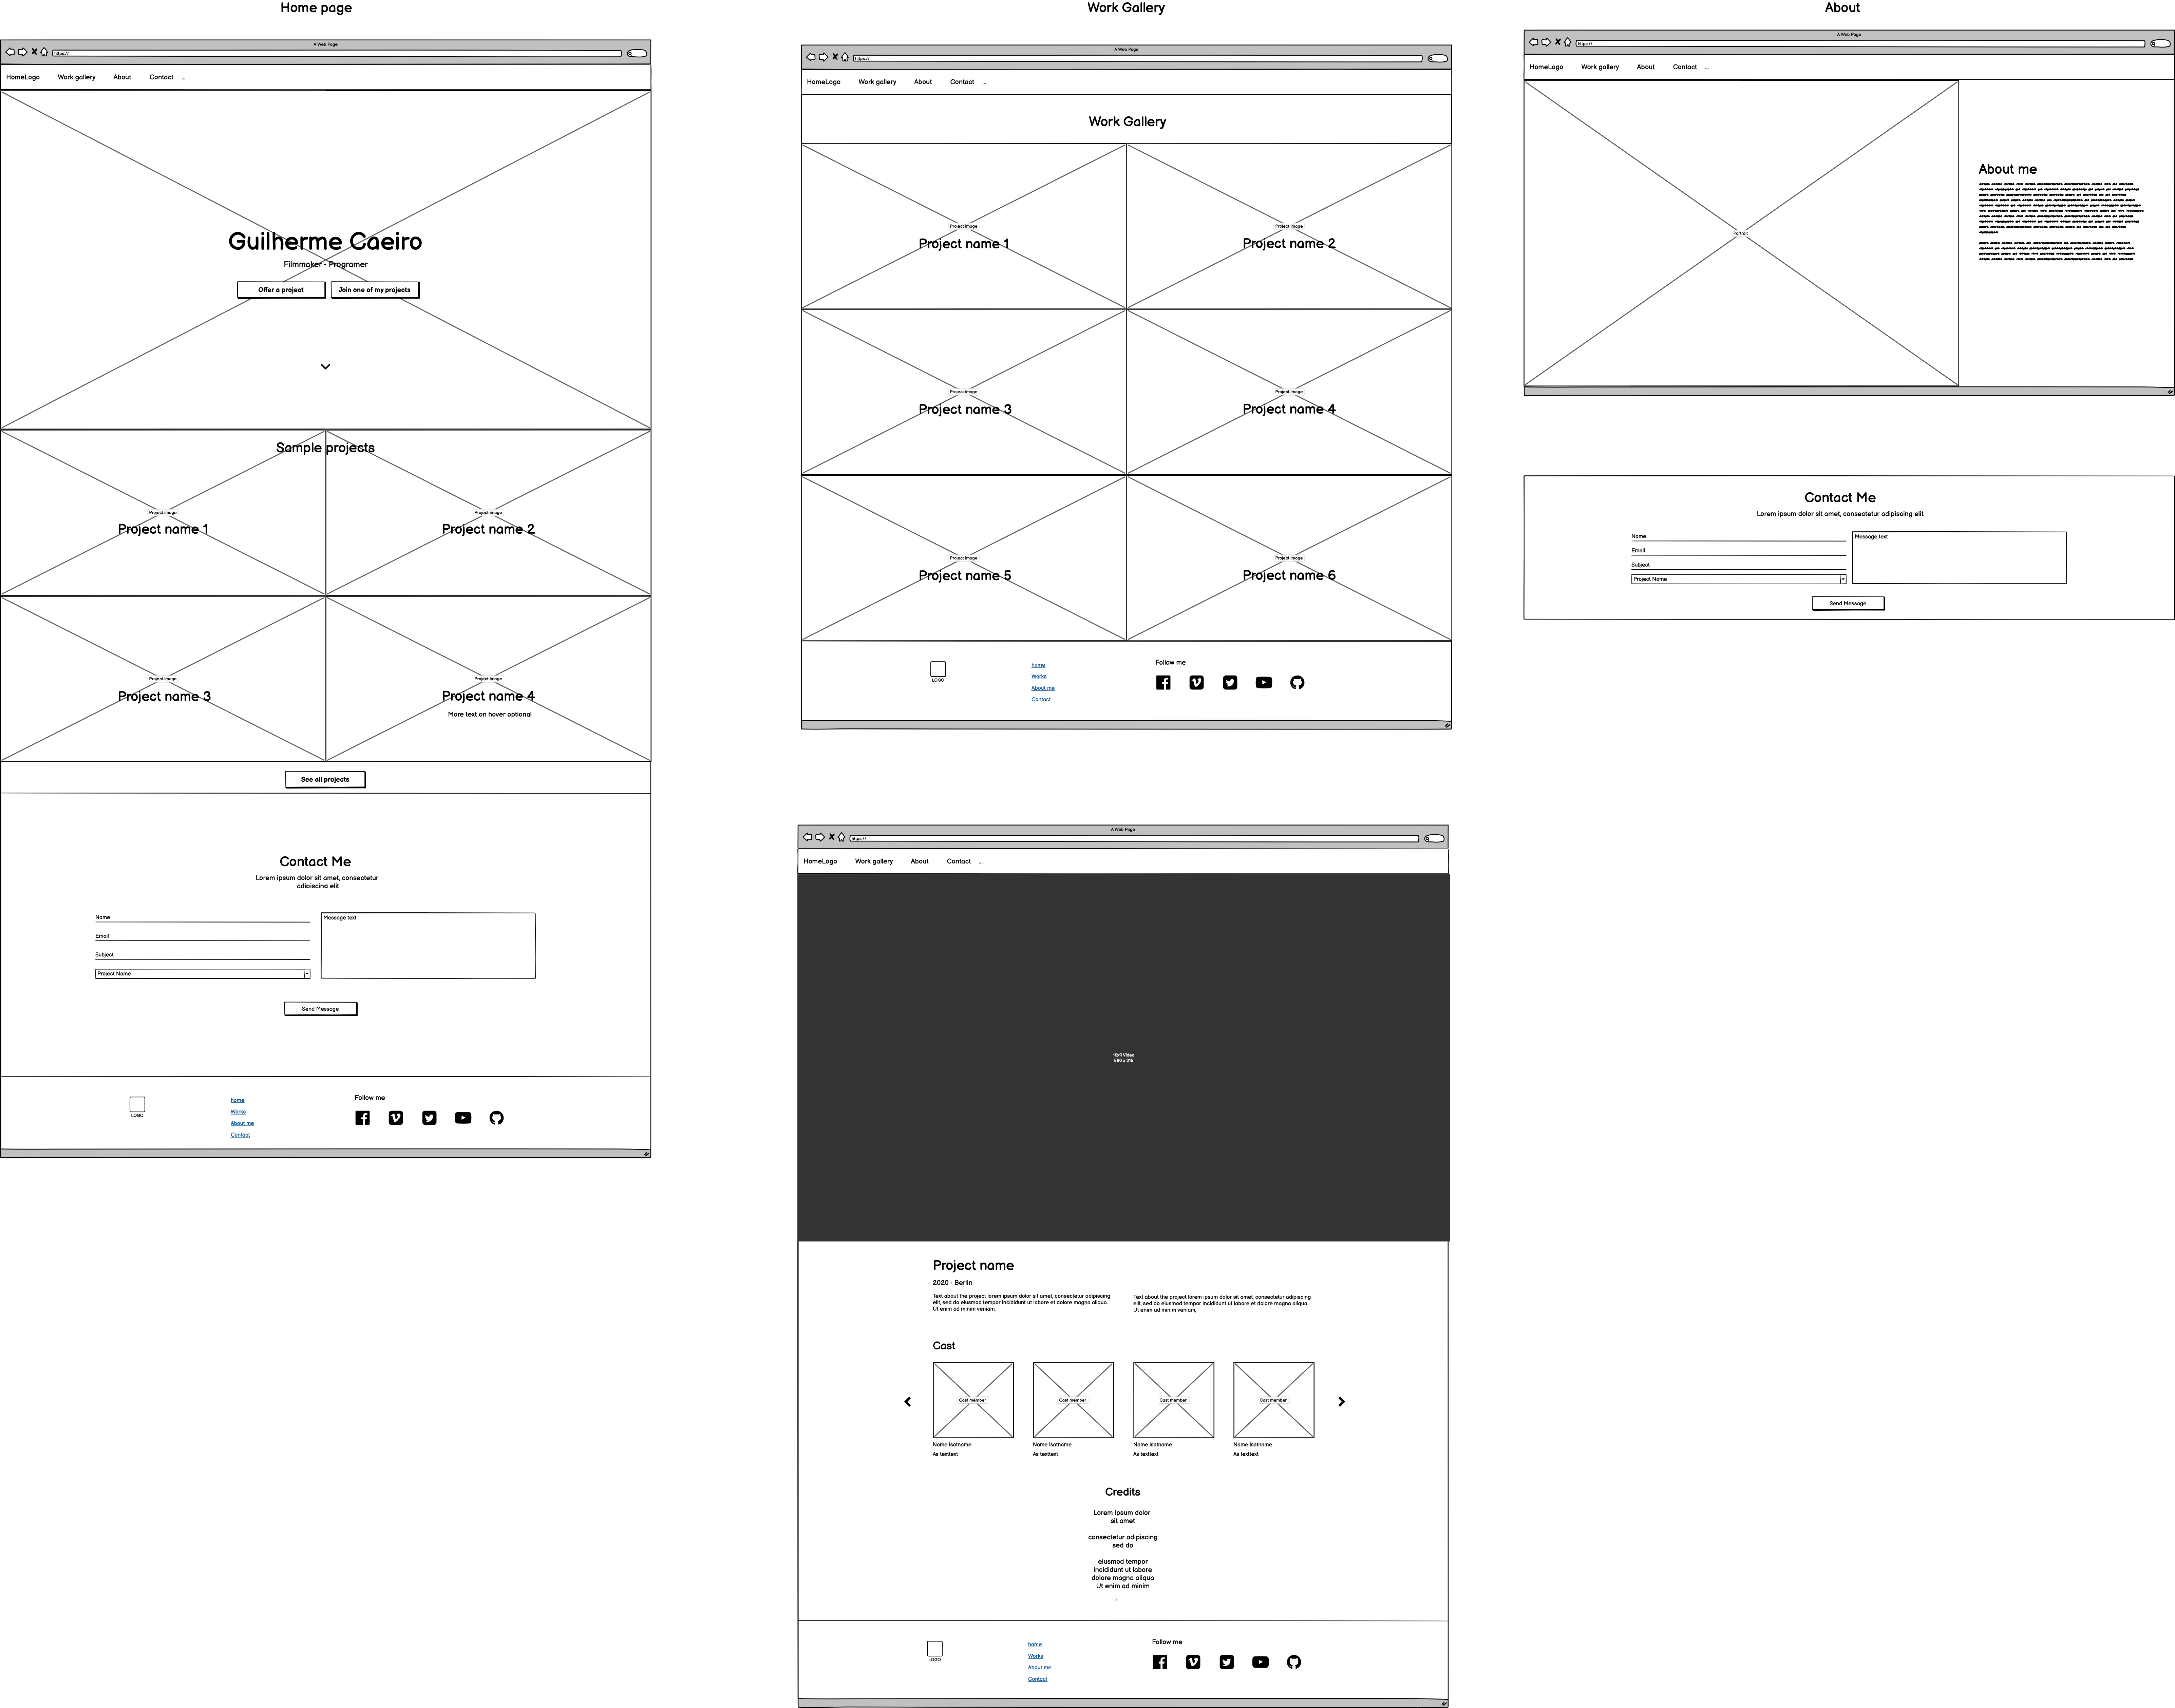 Home page
A Web Page
https://
HomeLogo Work gallery About Contact ...
Guilherme Caeiro
Filmmaker - Programer
Offer a project Join one of my projects
Sample projects
Project image Project image
Project name 1 Project name 2
Project image Project image
Project name 3 Project name 4
More text on hover optional
See all projects
Contact Me
Lorem ipsum dolor sit amet, consectetur
adipiscing elit
Name
Email
Subject
Project Name
Message text
Send Message
LOGO
home
Works
About me
Contact
Follow me
Work Gallery
A Web Page
https://
HomeLogo Work gallery About Contact ...
Work Gallery
Project image Project image
Project name 1 Project name 2
Project image Project image
Project name 3 Project name 4
Project image Project image
Project name 5 Project name 6
LOGO
home
Works
About me
Contact
Follow me
A Web Page
https://
HomeLogo Work gallery About Contact ...
16x9 Video
560 x 315
Project name
2020 - Berlin
Text about the project lorem ipsum dolor sit amet, consectetur adipiscing
elit, sed do eiusmod tempor incididunt ut labore et dolore magna aliqua.
Ut enim ad minim veniam,
Text about the project lorem ipsum dolor sit amet, consectetur adipiscing
elit, sed do eiusmod tempor incididunt ut labore et dolore magna aliqua.
Ut enim ad minim veniam,
Cast
Cast member Cast member Cast member Cast member
Name lsatname Name lsatname Name lsatname Name lsatname
As texttext As texttext As texttext As texttext
Credits
Lorem ipsum dolor
sit amet
consectetur adipiscing
sed do
eiusmod tempor
incididunt ut labore
dolore magna aliqua
Ut enim ad minim
LOGO
home
Works
About me
Contact
Follow me
About
A Web Page
https://
HomeLogo Work gallery About Contact ...
Portrait
About me
Contact Me
Lorem ipsum dolor sit amet, consectetur adipiscing elit
Name
Email
Subject
Project Name
Message text
Send Message